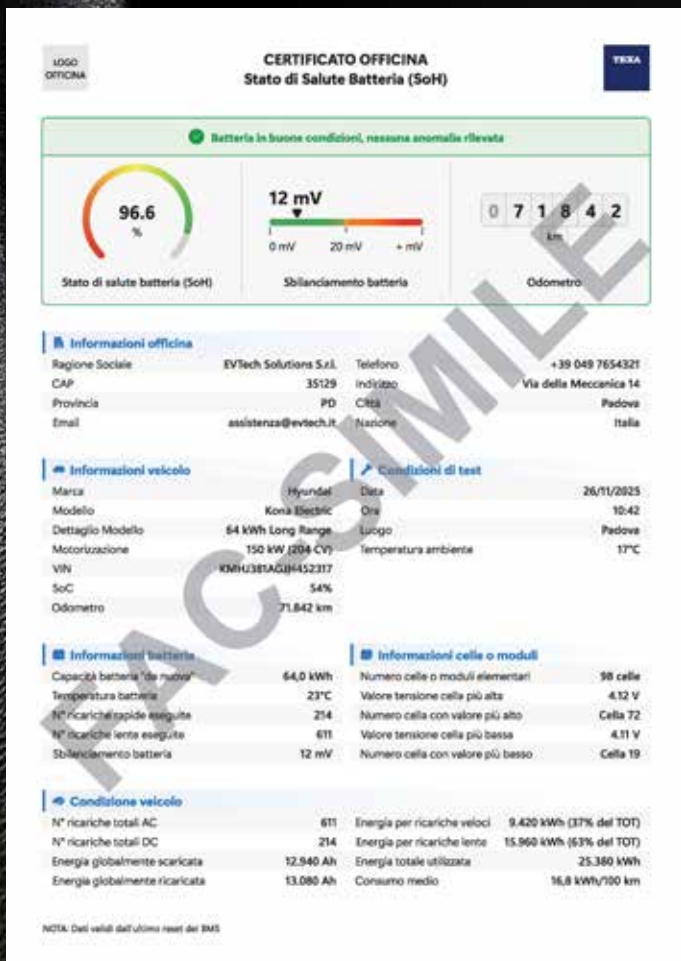 LOGO
OFFICINA
CERTIFICATO OFFICINA
Stato di Salute Batteria (SoH)
TEXA
Batteria in buone condizioni, nessuna anomalia rilevata
96.6
%
Stato di salute batteria (SoH)
12 mV
0 mV 20 mV + mV
Sbilanciamento batteria
0 7 1 8 4 2
km
Odometro
FAC-SIMILE
Informazioni officina
Ragione Sociale EVTech Solutions S.r.l. Telefono +39 049 7654321
CAP 35129 Indirizzo Via della Meccanica 14
Provincia PD Città Padova
Email assistenza@evtech.it Nazione Italia
Informazioni veicolo
Marca Hyundai
Modello Kona Electric
Dettaglio Modello 64 kWh Long Range
Motorizzazione 150 kW (204 CV)
VIN KMHJ381AGJH452317
SoC 54%
Odometro 71.842 km
Condizioni di test
Data 26/11/2025
Ora 10:42
Luogo Padova
Temperatura ambiente 17°C
Informazioni batteria
Capacità batteria "da nuova" 64,0 kWh
Temperatura batteria 23°C
N° ricariche rapide eseguite 214
N° ricariche lente eseguite 611
Sbilanciamento batteria 12 mV
Informazioni celle o moduli
Numero celle o moduli elementari 98 celle
Valore tensione cella più alta 4.12 V
Numero cella con valore più alto Cella 72
Valore tensione cella più bassa 4.11 V
Numero cella con valore più basso Cella 19
Condizione veicolo
N° ricariche totali AC 611 Energia per ricariche veloci 9.420 kWh (37% del TOT)
N° ricariche totali DC 214 Energia per ricariche lente 15.960 kWh (63% del TOT)
Energia globalmente scaricata 12.940 Ah Energia totale utilizzata 25.380 kWh
Energia globalmente ricaricata 13.080 Ah Consumo medio 16,8 kWh/100 km
NOTA: Dati validi dall'ultimo reset del BMS